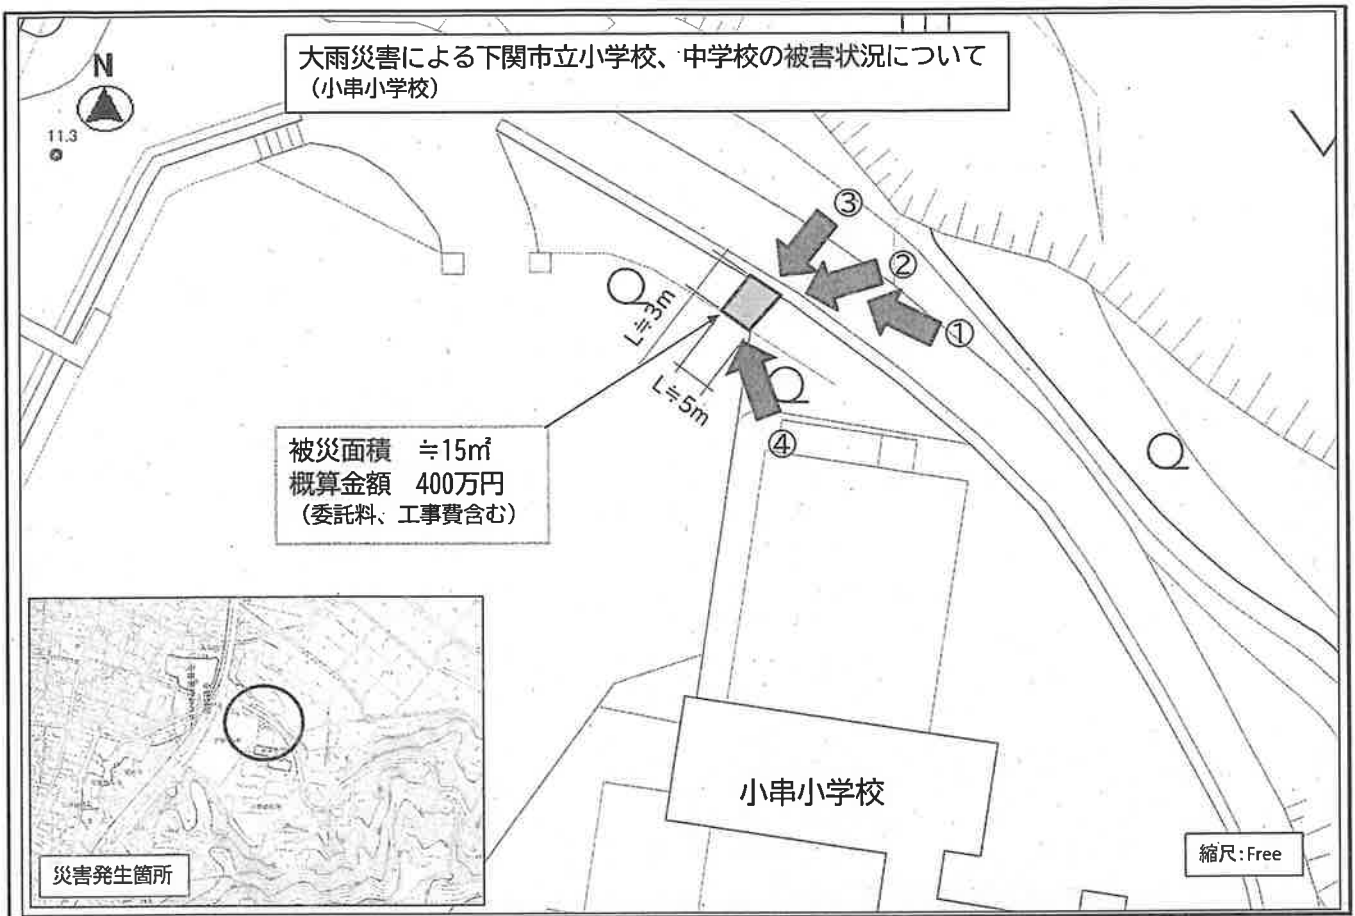 大雨災害による下関市立小学校、中学校の被害状況について
（小串小学校）
N
11.3
③
②
①
L≒3m
L≒5m
④
被災面積　≒15㎡
概算金額　400万円
（委託料、工事費含む）
小串小学校
災害発生箇所
縮尺:Free